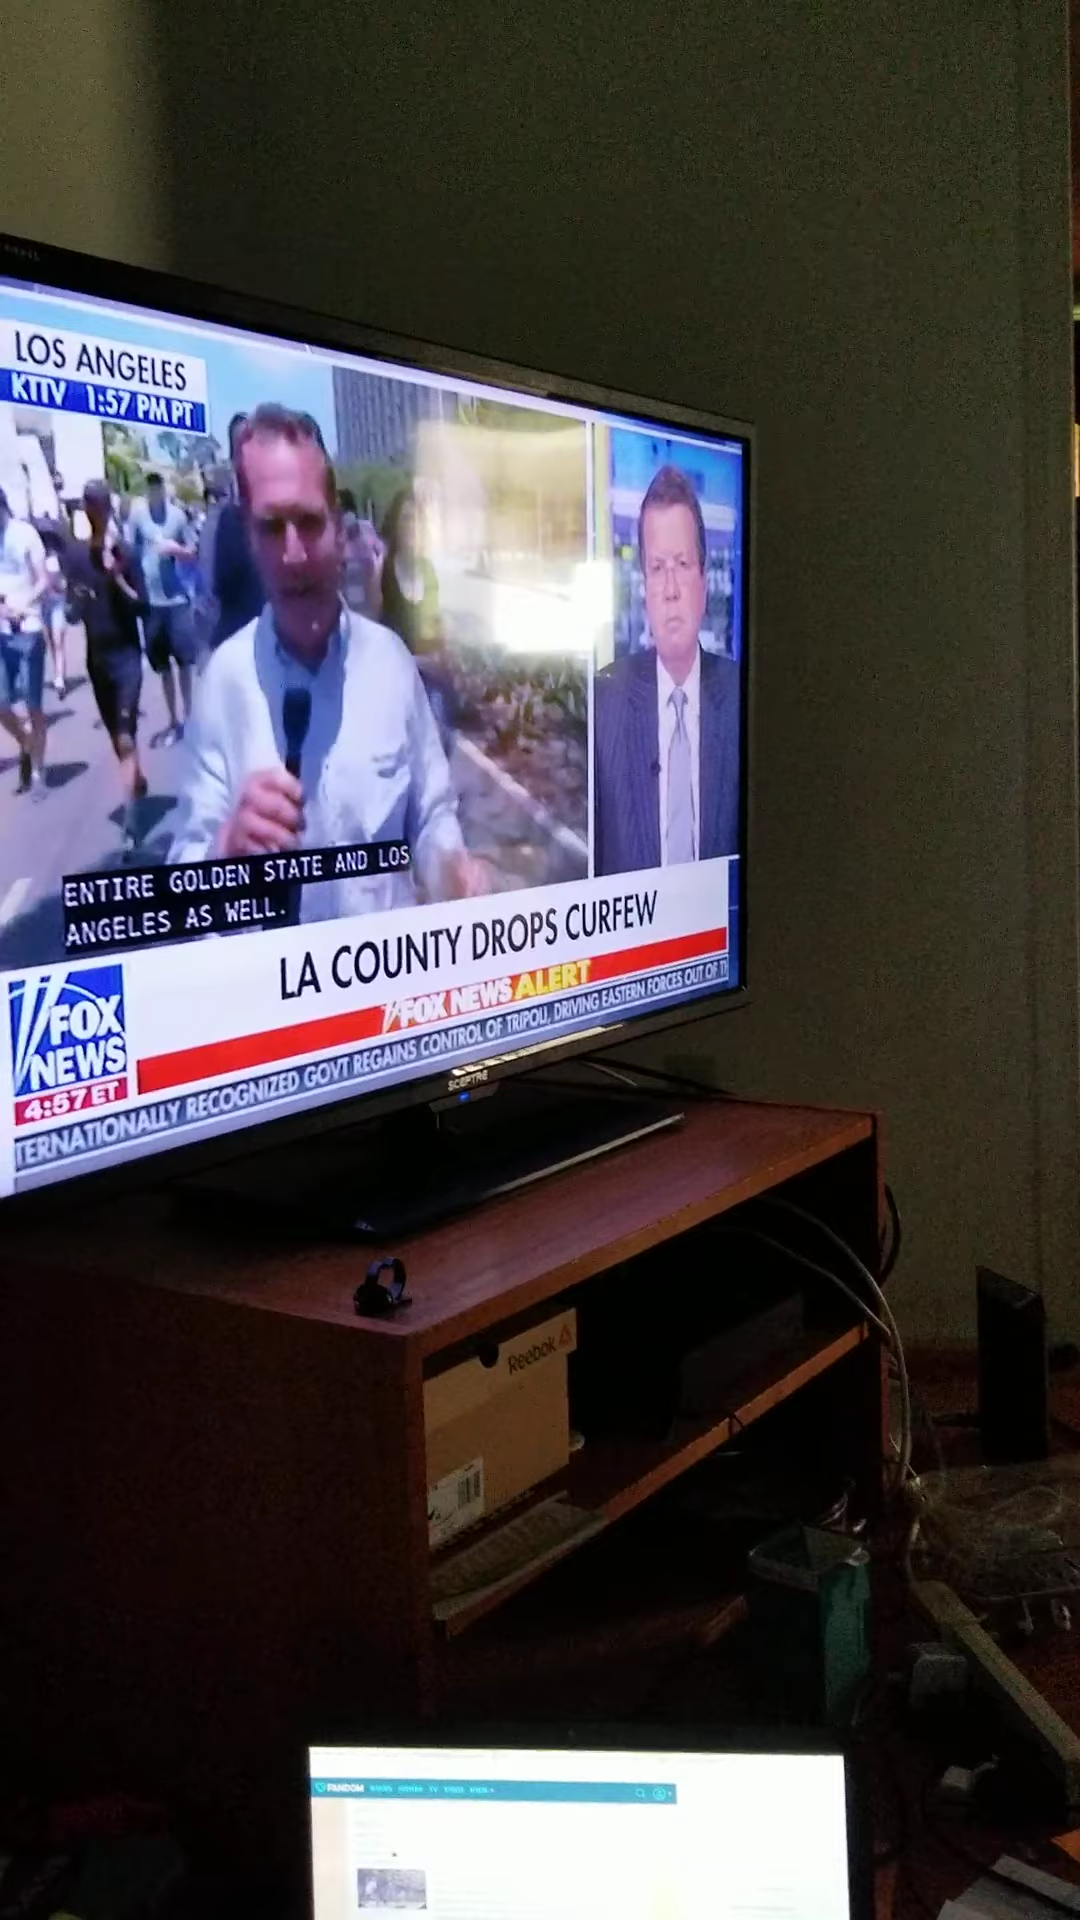 LOS ANGELES
KTTV 1:57 PM PT
ENTIRE GOLDEN STATE AND LOS
ANGELES AS WELL.
LA COUNTY DROPS CURFEW
FOX NEWS ALERT
FOX
NEWS
4:57 ET
TERNATIONALLY RECOGNIZED GOVT REGAINS CONTROL OF TRIPOLI, DRIVING EASTERN FORCES OUT OF T
SCEPTRE
Reebok
FANDOM